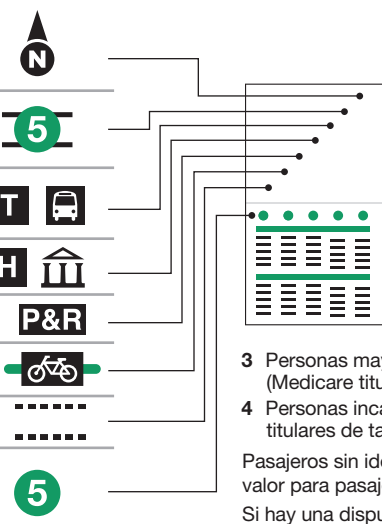 N
5
T
H
P&R
5
3 Personas may
(Medicare titu
4 Personas inca
titulares de ta
Pasajeros sin ide
valor para pasaj
Si hay una dispu